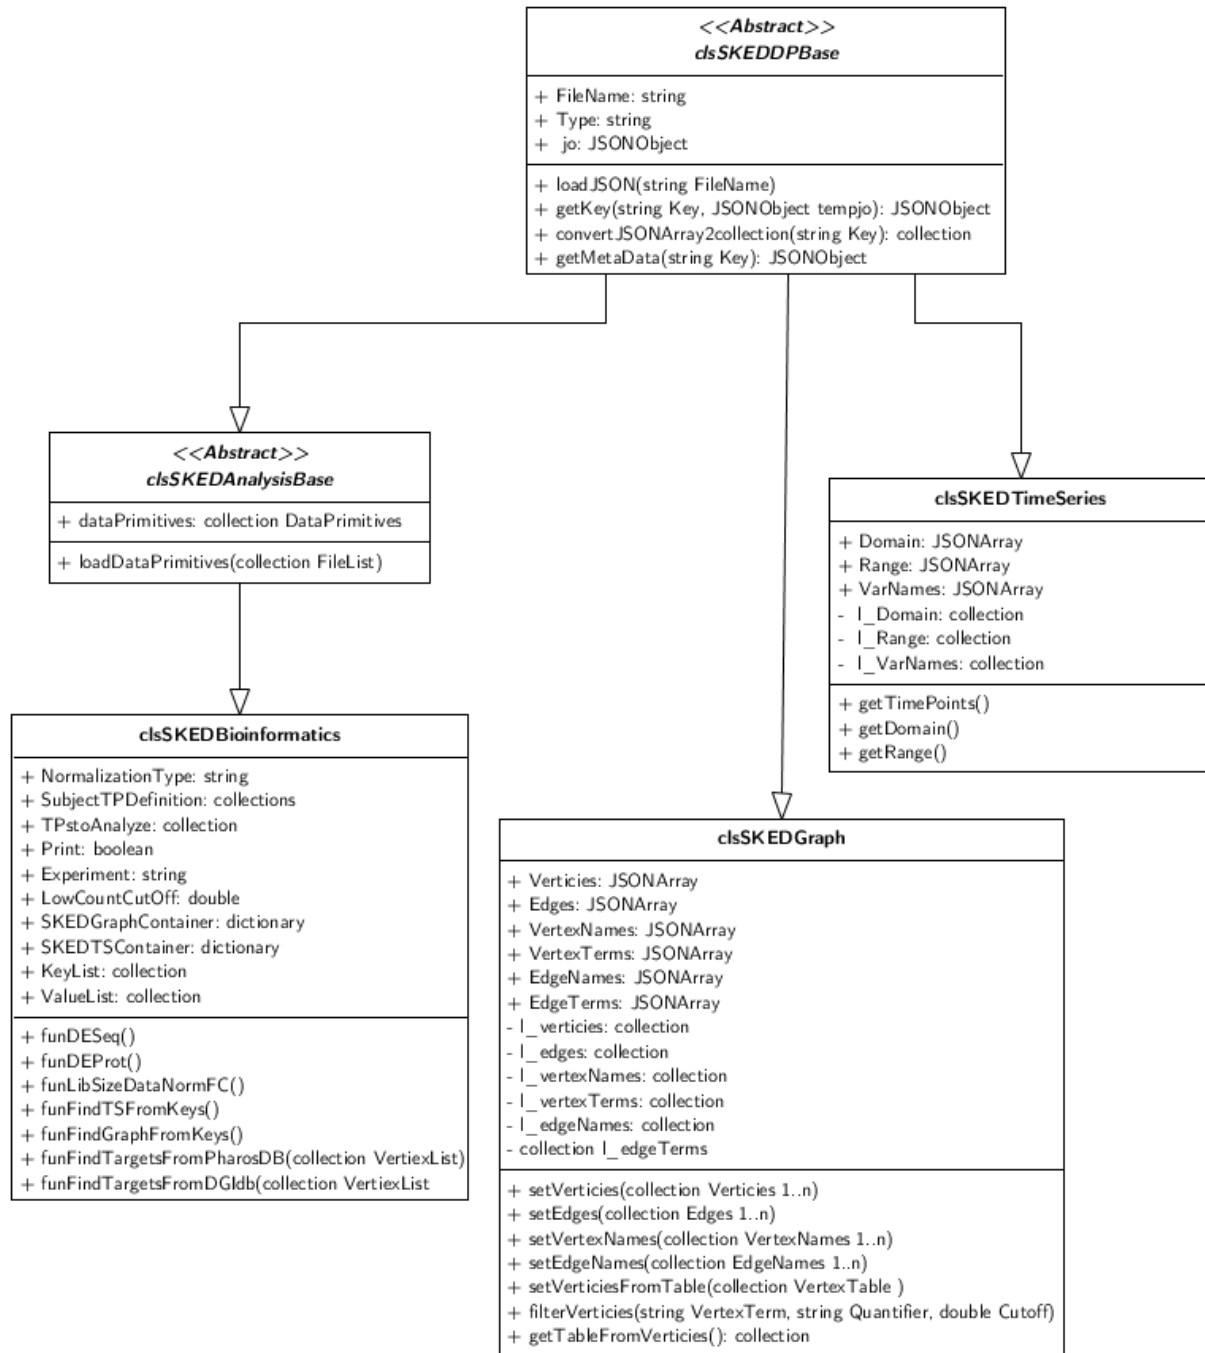 <<Abstract>>
clsSKEDDPBase
+ FileName: string
+ Type: string
+ jo: JSONObject
+ loadJSON(string FileName)
+ getKey(string Key, JSONObject tempjo): JSONObject
+ convertJSONArray2collection(string Key): collection
+ getMetaData(string Key): JSONObject
<<Abstract>>
clsSKEDAnalysisBase
+ dataPrimitives: collection DataPrimitives
+ loadDataPrimitives(collection FileList)
clsSKEDTimeSeries
+ Domain: JSONArray
+ Range: JSONArray
+ VarNames: JSONArray
- l_Domain: collection
- l_Range: collection
- l_VarNames: collection
+ getTimePoints()
+ getDomain()
+ getRange()
clsSKEDBioinformatics
+ NormalizationType: string
+ SubjectTPDefinition: collections
+ TPstoAnalyze: collection
+ Print: boolean
+ Experiment: string
+ LowCountCutOff: double
+ SKEDGraphContainer: dictionary
+ SKEDTSContainer: dictionary
+ KeyList: collection
+ ValueList: collection
+ funDESeq()
+ funDEProt()
+ funLibSizeDataNormFC()
+ funFindTSFromKeys()
+ funFindGraphFromKeys()
+ funFindTargetsFromPharosDB(collection VertiexList)
+ funFindTargetsFromDGIdb(collection VertiexList
clsSKEDGraph
+ Verticies: JSONArray
+ Edges: JSONArray
+ VertexNames: JSONArray
+ VertexTerms: JSONArray
+ EdgeNames: JSONArray
+ EdgeTerms: JSONArray
- l_verticies: collection
- l_edges: collection
- l_vertexNames: collection
- l_vertexTerms: collection
- l_edgeNames: collection
- collection l_edgeTerms
+ setVerticies(collection Verticies 1..n)
+ setEdges(collection Edges 1..n)
+ setVertexNames(collection VertexNames 1..n)
+ setEdgeNames(collection EdgeNames 1..n)
+ setVerticiesFromTable(collection VertexTable )
+ filterVerticies(string VertexTerm, string Quantifier, double Cutoff)
+ getTableFromVerticies(): collection